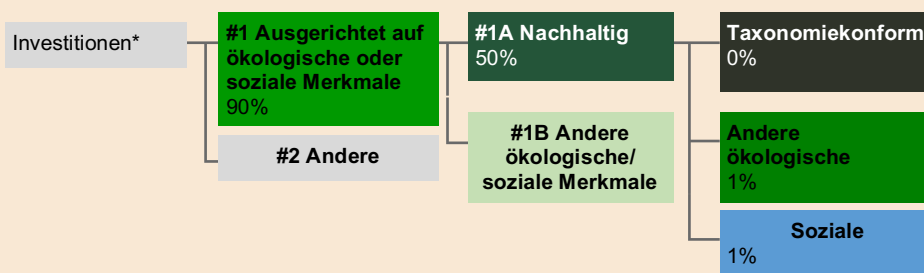 Investitionen*
#1 Ausgerichtet auf
ökologische oder
soziale Merkmale
90%
#2 Andere
#1A Nachhaltig
50%
#1B Andere
ökologische/
soziale Merkmale
Taxonomiekonform
0%
Andere
ökologische
1%
Soziale
1%